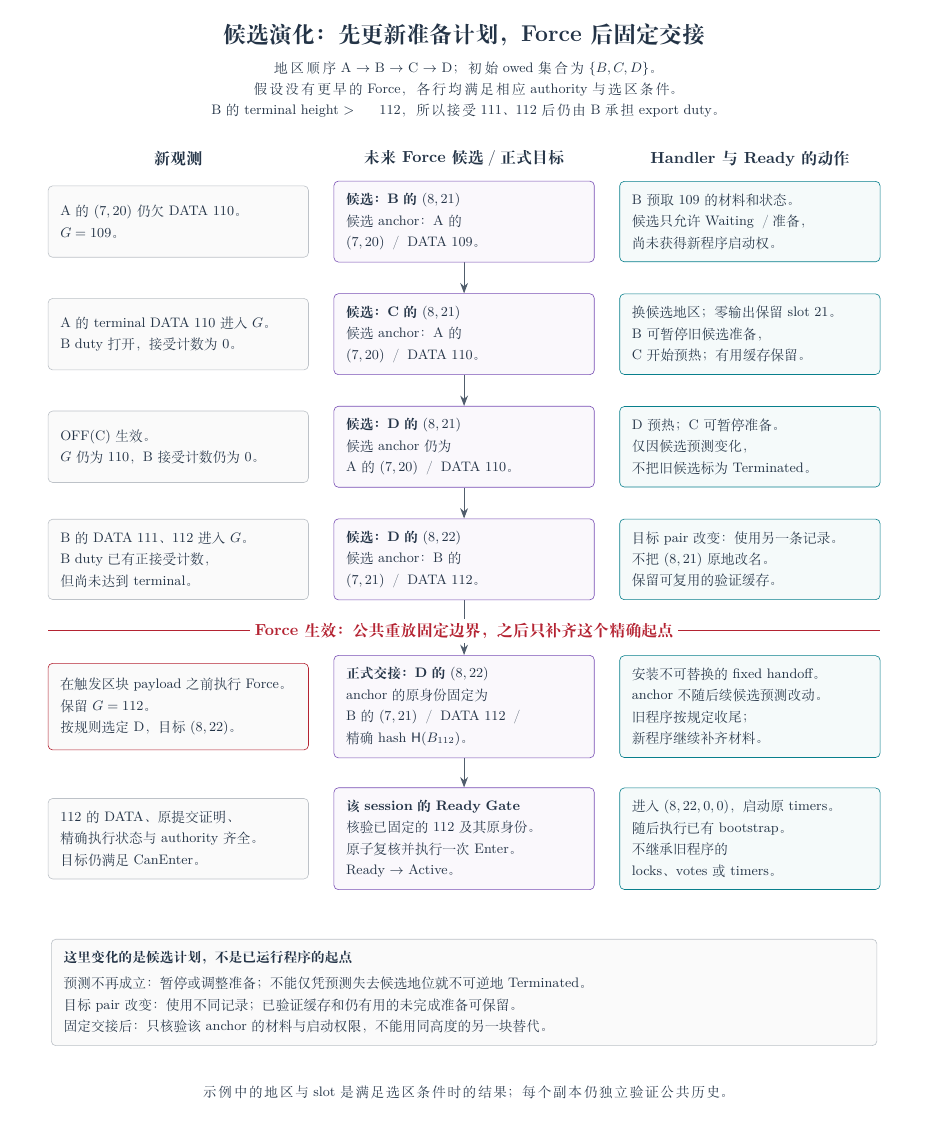 候选演化：先更新准备计划，Force 后固定交接
地区顺序 A → B → C → D；初始 owed 集合为 {B, C, D}。
假设没有更早的 Force，各行均满足相应 authority 与选区条件。
B 的 terminal height > 112，所以接受 111、112 后仍由 B 承担 export duty。
新观测
未来 Force 候选 / 正式目标
Handler 与 Ready 的动作
A 的 (7, 20) 仍欠 DATA 110。
G = 109。
候选：B 的 (8, 21)
候选 anchor：A 的
(7, 20) / DATA 109。
B 预取 109 的材料和状态。
候选只允许 Waiting / 准备，
尚未获得新程序启动权。
A 的 terminal DATA 110 进入 G。
B duty 打开，接受计数为 0。
候选：C 的 (8, 21)
候选 anchor：A 的
(7, 20) / DATA 110。
换候选地区；零输出保留 slot 21。
B 可暂停旧候选准备，
C 开始预热；有用缓存保留。
OFF(C) 生效。
G 仍为 110，B 接受计数仍为 0。
候选：D 的 (8, 21)
候选 anchor 仍为
A 的 (7, 20) / DATA 110。
D 预热；C 可暂停准备。
仅因候选预测变化，
不把旧候选标为 Terminated。
B 的 DATA 111、112 进入 G。
B duty 已有正接受计数，
但尚未达到 terminal。
候选：D 的 (8, 22)
候选 anchor：B 的
(7, 21) / DATA 112。
目标 pair 改变：使用另一条记录。
不把 (8, 21) 原地改名。
保留可复用的验证缓存。
Force 生效：公共重放固定边界，之后只补齐这个精确起点
在触发区块 payload 之前执行 Force。
保留 G = 112。
按规则选定 D，目标 (8, 22)。
正式交接：D 的 (8, 22)
anchor 的原身份固定为
B 的 (7, 21) / DATA 112 /
精确 hash H(B₁₁₂)。
安装不可替换的 fixed handoff。
anchor 不随后续候选预测改动。
旧程序按规定收尾；
新程序继续补齐材料。
112 的 DATA、原提交证明、
精确执行状态与 authority 齐全。
目标仍满足 CanEnter。
该 session 的 Ready Gate
核验已固定的 112 及其原身份。
原子复核并执行一次 Enter。
Ready → Active。
进入 (8, 22, 0, 0)，启动原 timers。
随后执行已有 bootstrap。
不继承旧程序的
locks、votes 或 timers。
这里变化的是候选计划，不是已运行程序的起点
预测不再成立：暂停或调整准备；不能仅凭预测失去候选地位就不可逆地 Terminated。
目标 pair 改变：使用不同记录；已验证缓存和仍有用的未完成准备可保留。
固定交接后：只核验该 anchor 的材料与启动权限，不能用同高度的另一块替代。
示例中的地区与 slot 是满足选区条件时的结果；每个副本仍独立验证公共历史。